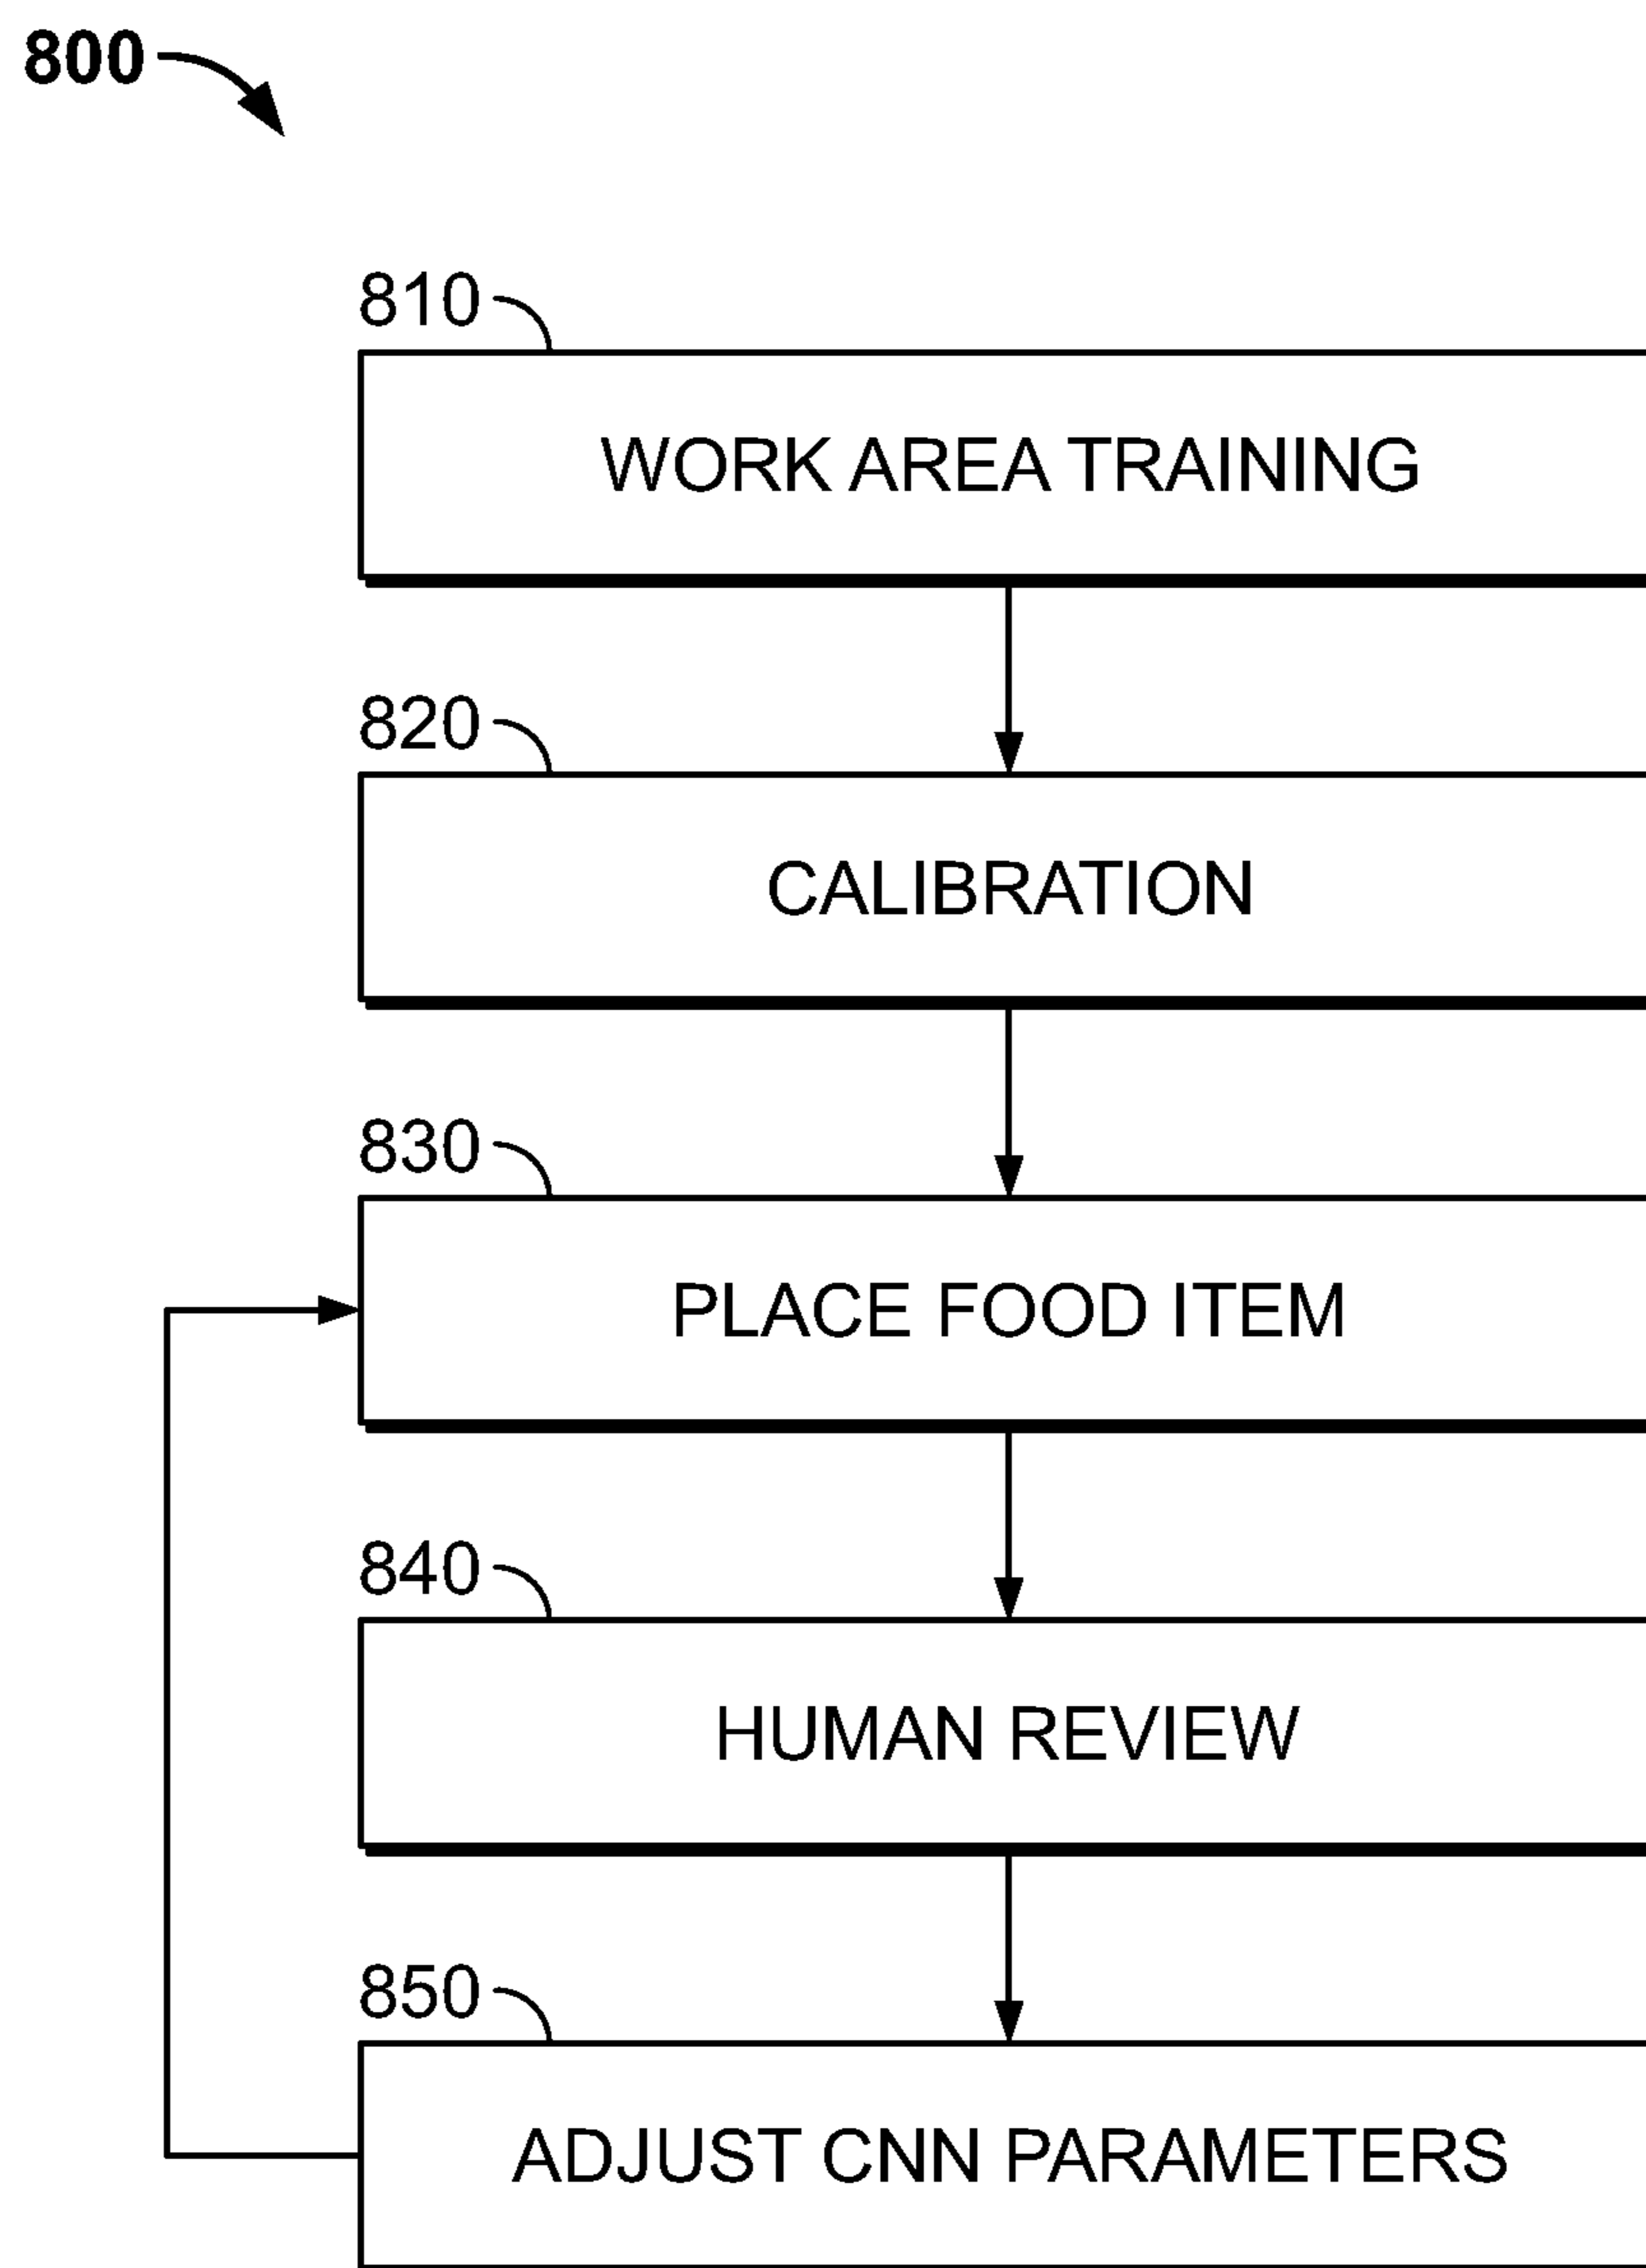 800
810
WORK AREA TRAINING
820
CALIBRATION
830
PLACE FOOD ITEM
840
HUMAN REVIEW
850
ADJUST CNN PARAMETERS